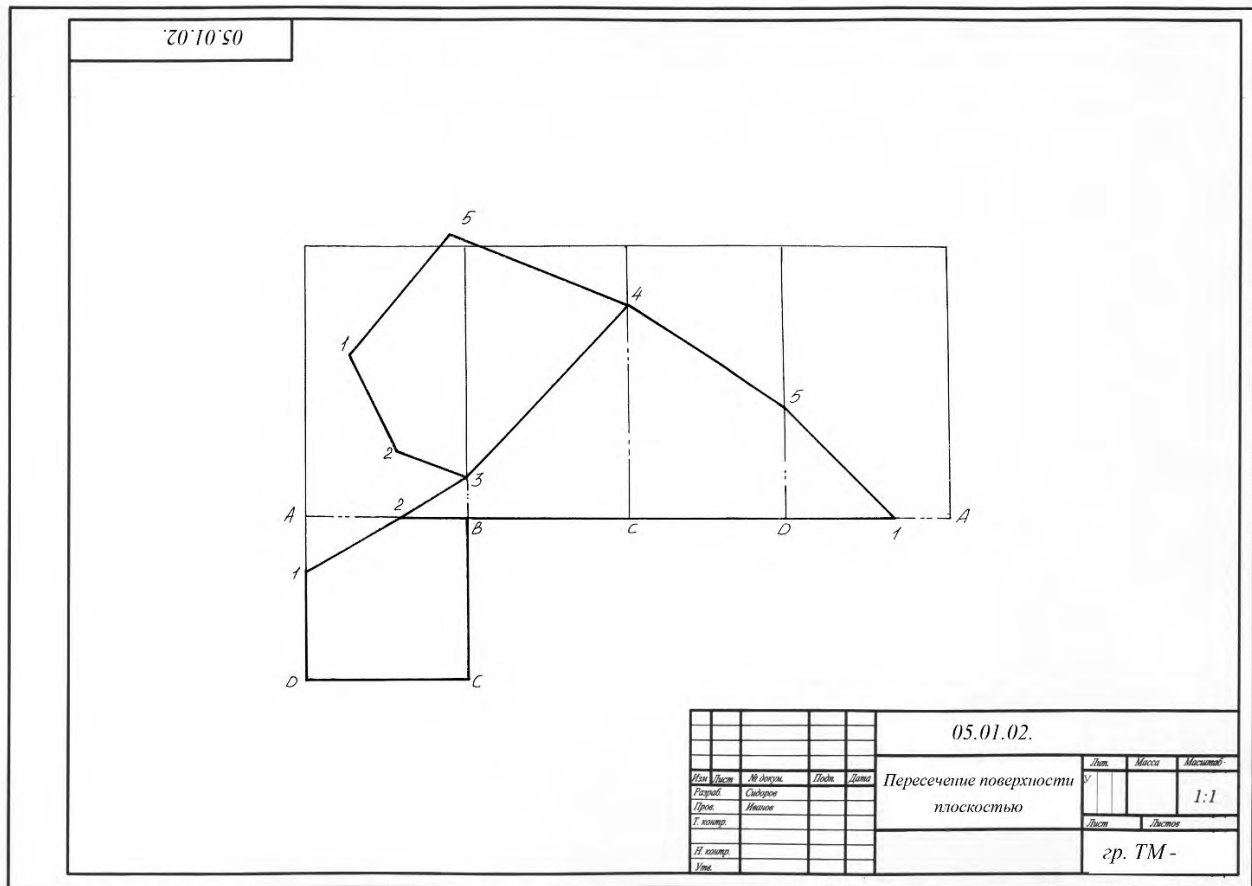 05.01.02.
5
4
1
5
2
3
A
2
B
C
D
1
A
1
D
C
05.01.02.
Изм Лист № докум. Подп. Дата
Разраб. Сидоров
Пров. Иванов
Т. контр.
Н. контр.
Утв.
Пересечение поверхности
плоскостью
Лит. Масса Масштаб
У
1:1
Лист Листов
гр. ТМ -